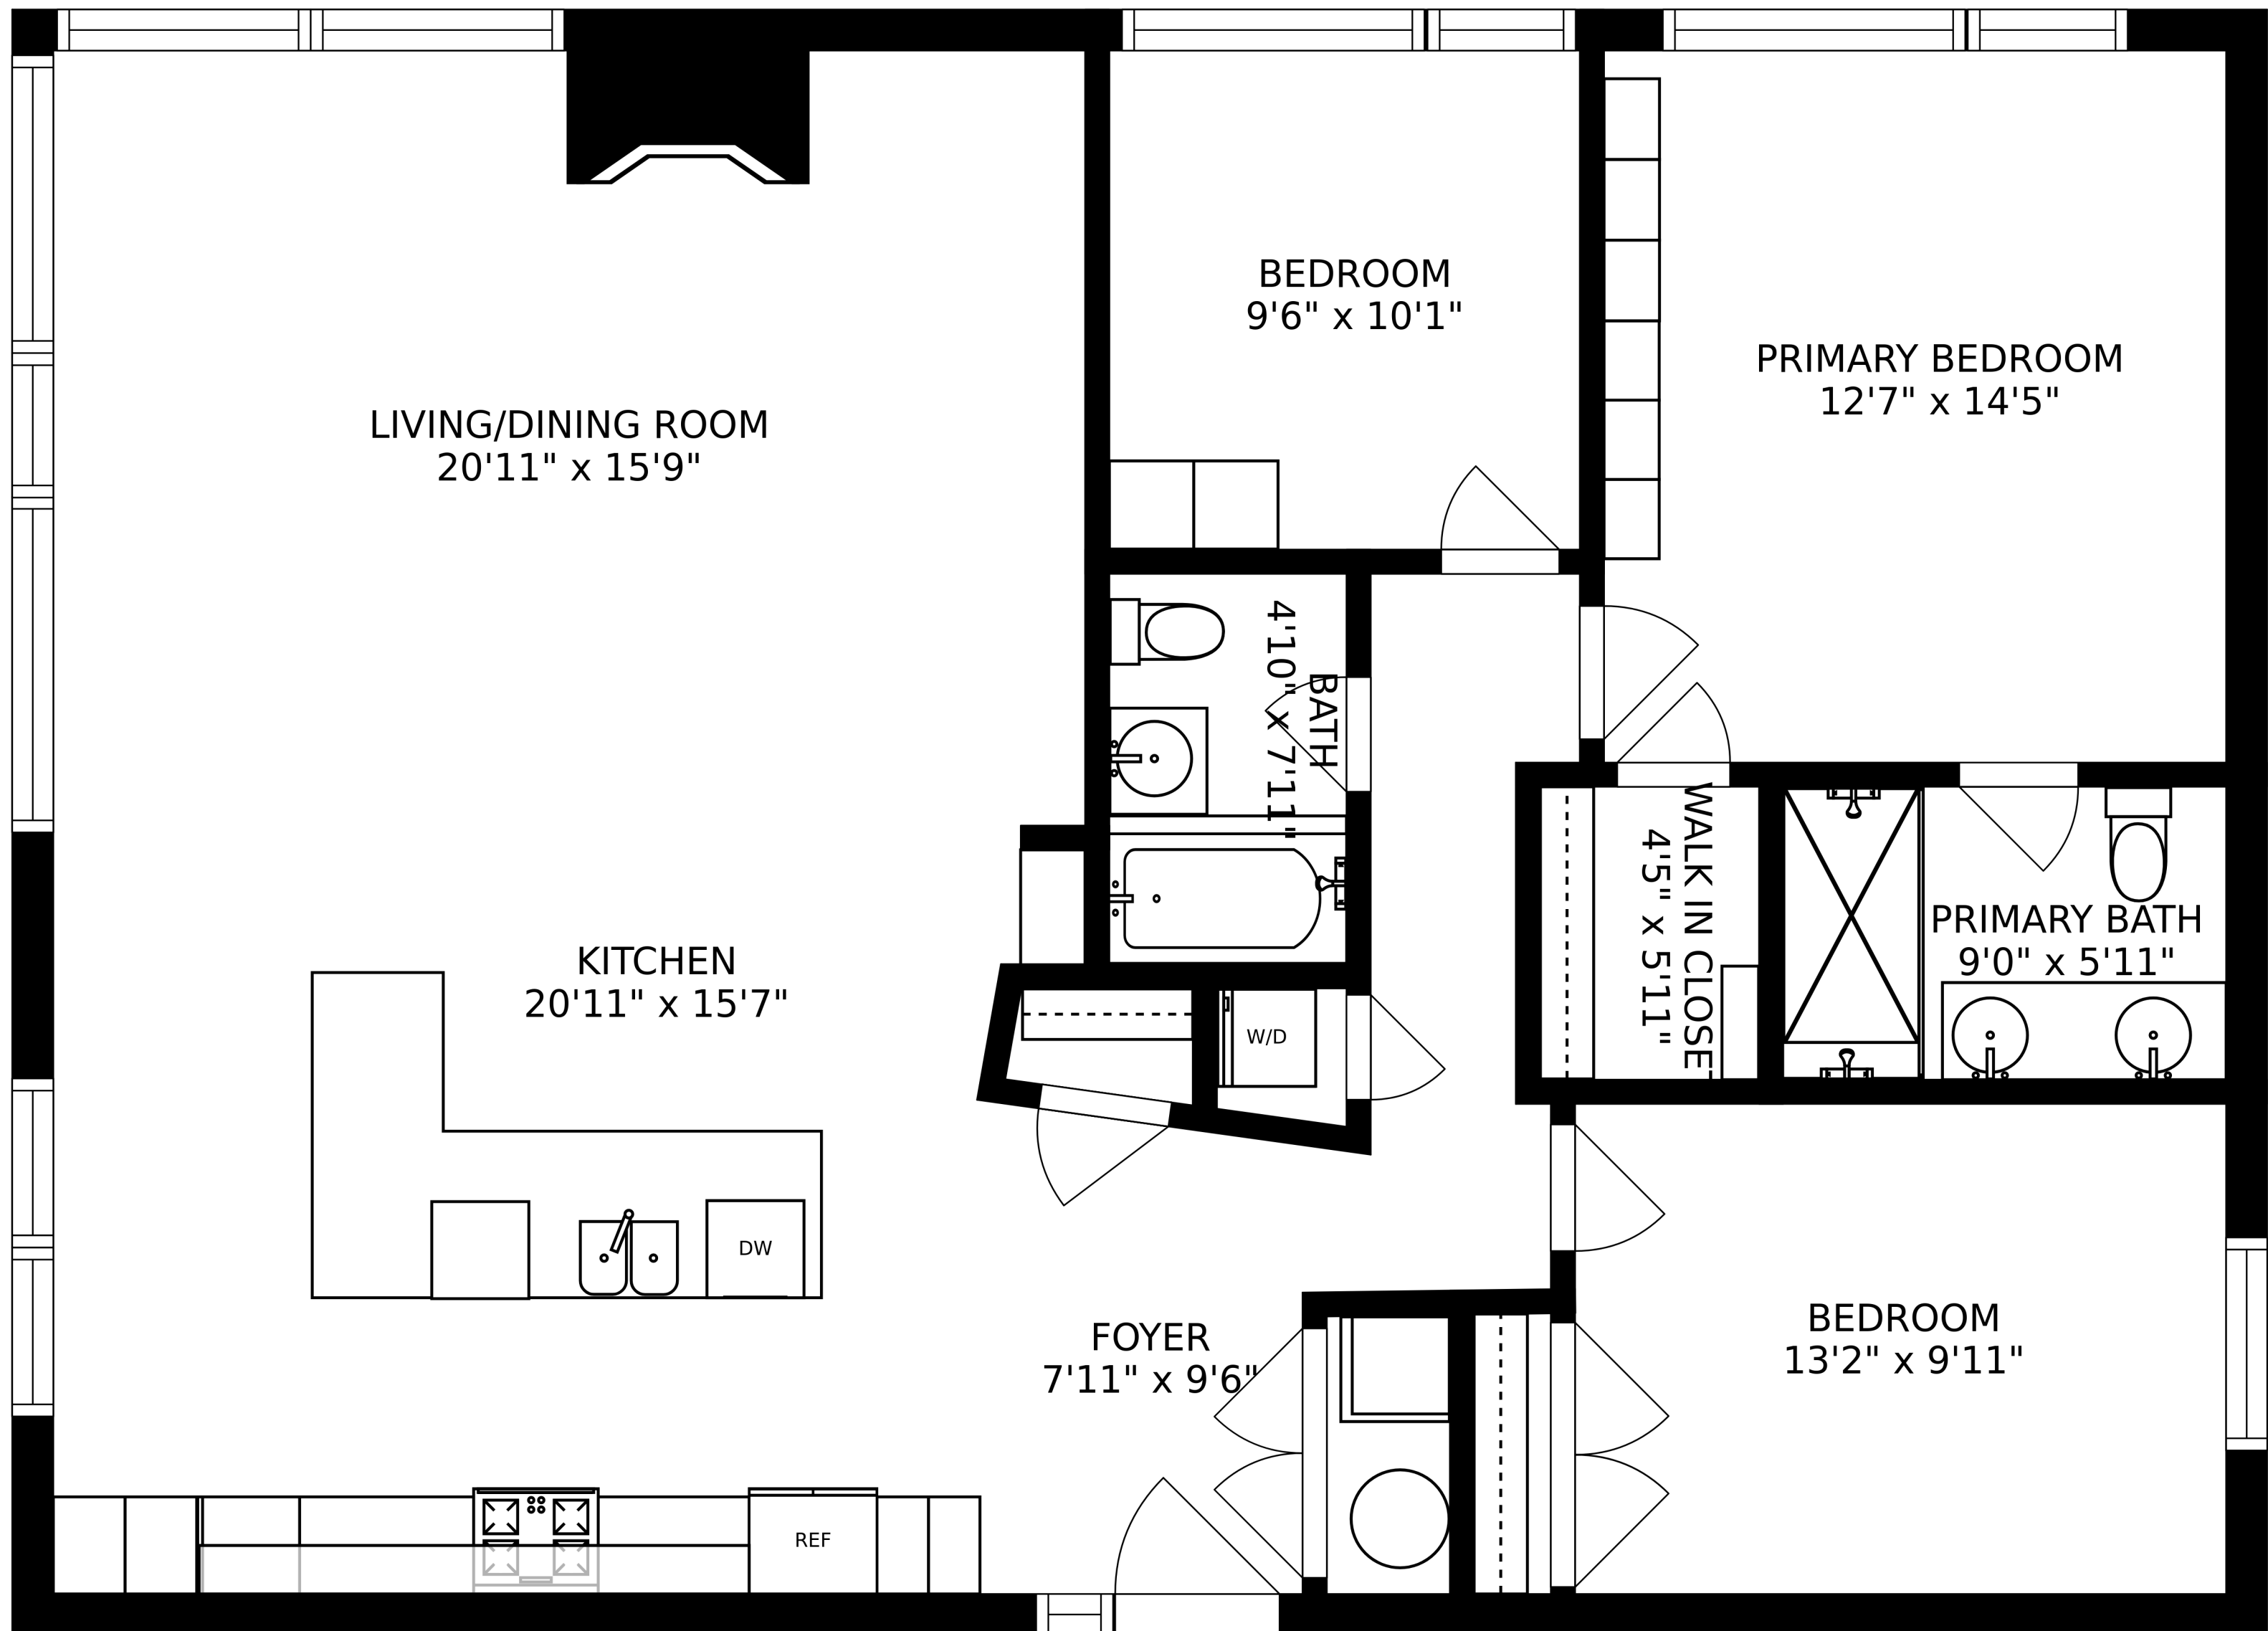 BEDROOM
9'6" x 10'1"
PRIMARY BEDROOM
12'7" x 14'5"
LIVING/DINING ROOM
20'11" x 15'9"
BATH
4'10" x 7'11"
WALK IN CLOSET
4'5" x 5'11"
PRIMARY BATH
9'0" x 5'11"
KITCHEN
20'11" x 15'7"
W/D
DW
FOYER
7'11" x 9'6"
BEDROOM
13'2" x 9'11"
REF